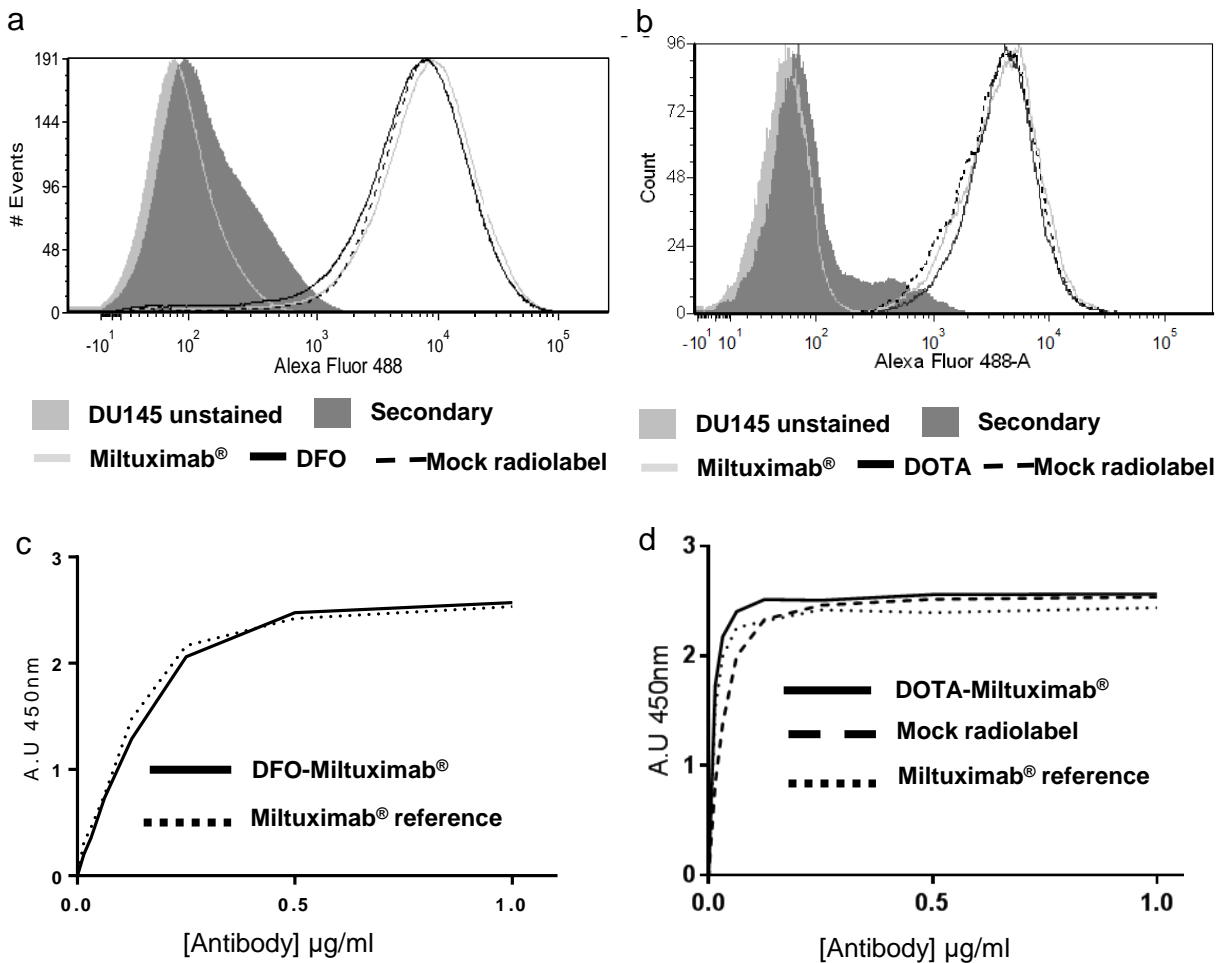 a
191
144
96
48
0
# Events
-10¹ 10² 10³ 10⁴ 10⁵
Alexa Fluor 488
DU145 unstained Secondary
Miltuximab® DFO Mock radiolabel
b
96
72
48
24
0
Count
-10¹ 10¹ 10² 10³ 10⁴ 10⁵
Alexa Fluor 488-A
DU145 unstained Secondary
Miltuximab® DOTA Mock radiolabel
c
3
2
1
0
A.U 450nm
DFO-Miltuximab®
Miltuximab® reference
0.0 0.5 1.0
[Antibody] µg/ml
d
3
2
1
0
A.U 450nm
DOTA-Miltuximab®
Mock radiolabel
Miltuximab® reference
0.0 0.5 1.0
[Antibody] µg/ml